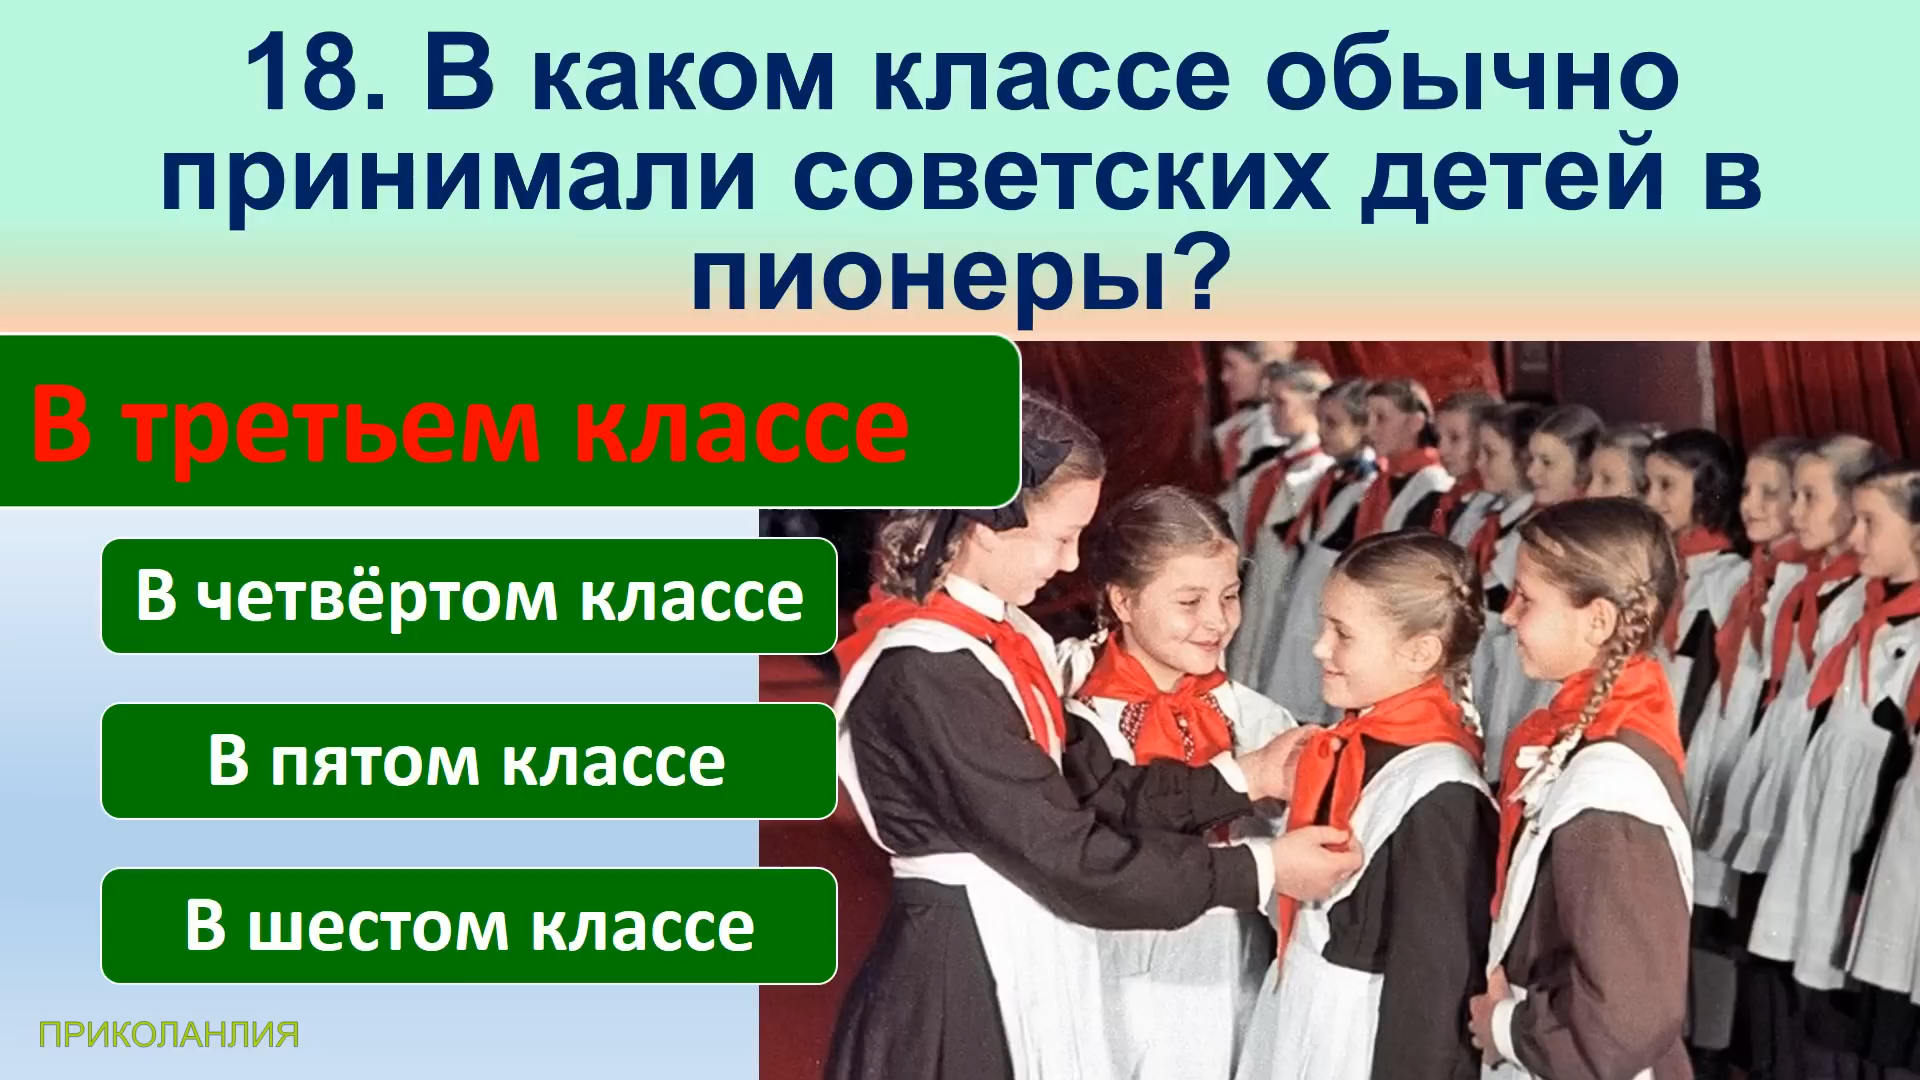 18. В каком классе обычно
принимали советских детей в
пионеры?
В третьем классе
В четвёртом классе
В пятом классе
В шестом классе
ПРИКОЛАНЛИЯ